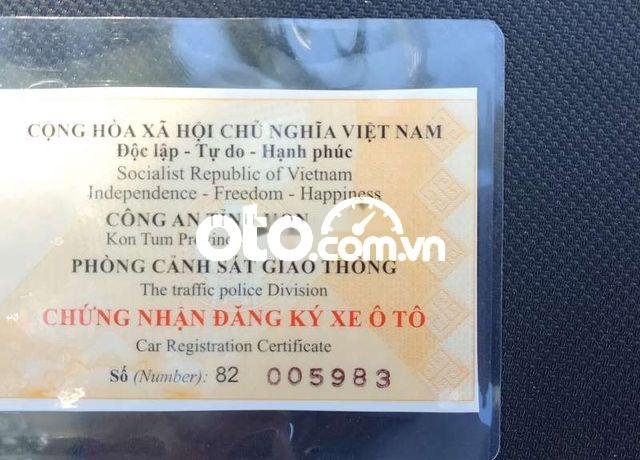 CỘNG HÒA XÃ HỘI CHỦ NGHĨA VIỆT NAM
Độc lập - Tự do - Hạnh phúc
Socialist Republic of Vietnam
Independence - Freedom - Happiness
CÔNG AN TỈNH
Kon Tum
oto.com.vn
PHÒNG CẢNH SÁT GIAO THÔNG
The traffic police Division
CHỨNG NHẬN ĐĂNG KÝ XE Ô TÔ
Car Registration Certificate
Số (Number): 82 005983